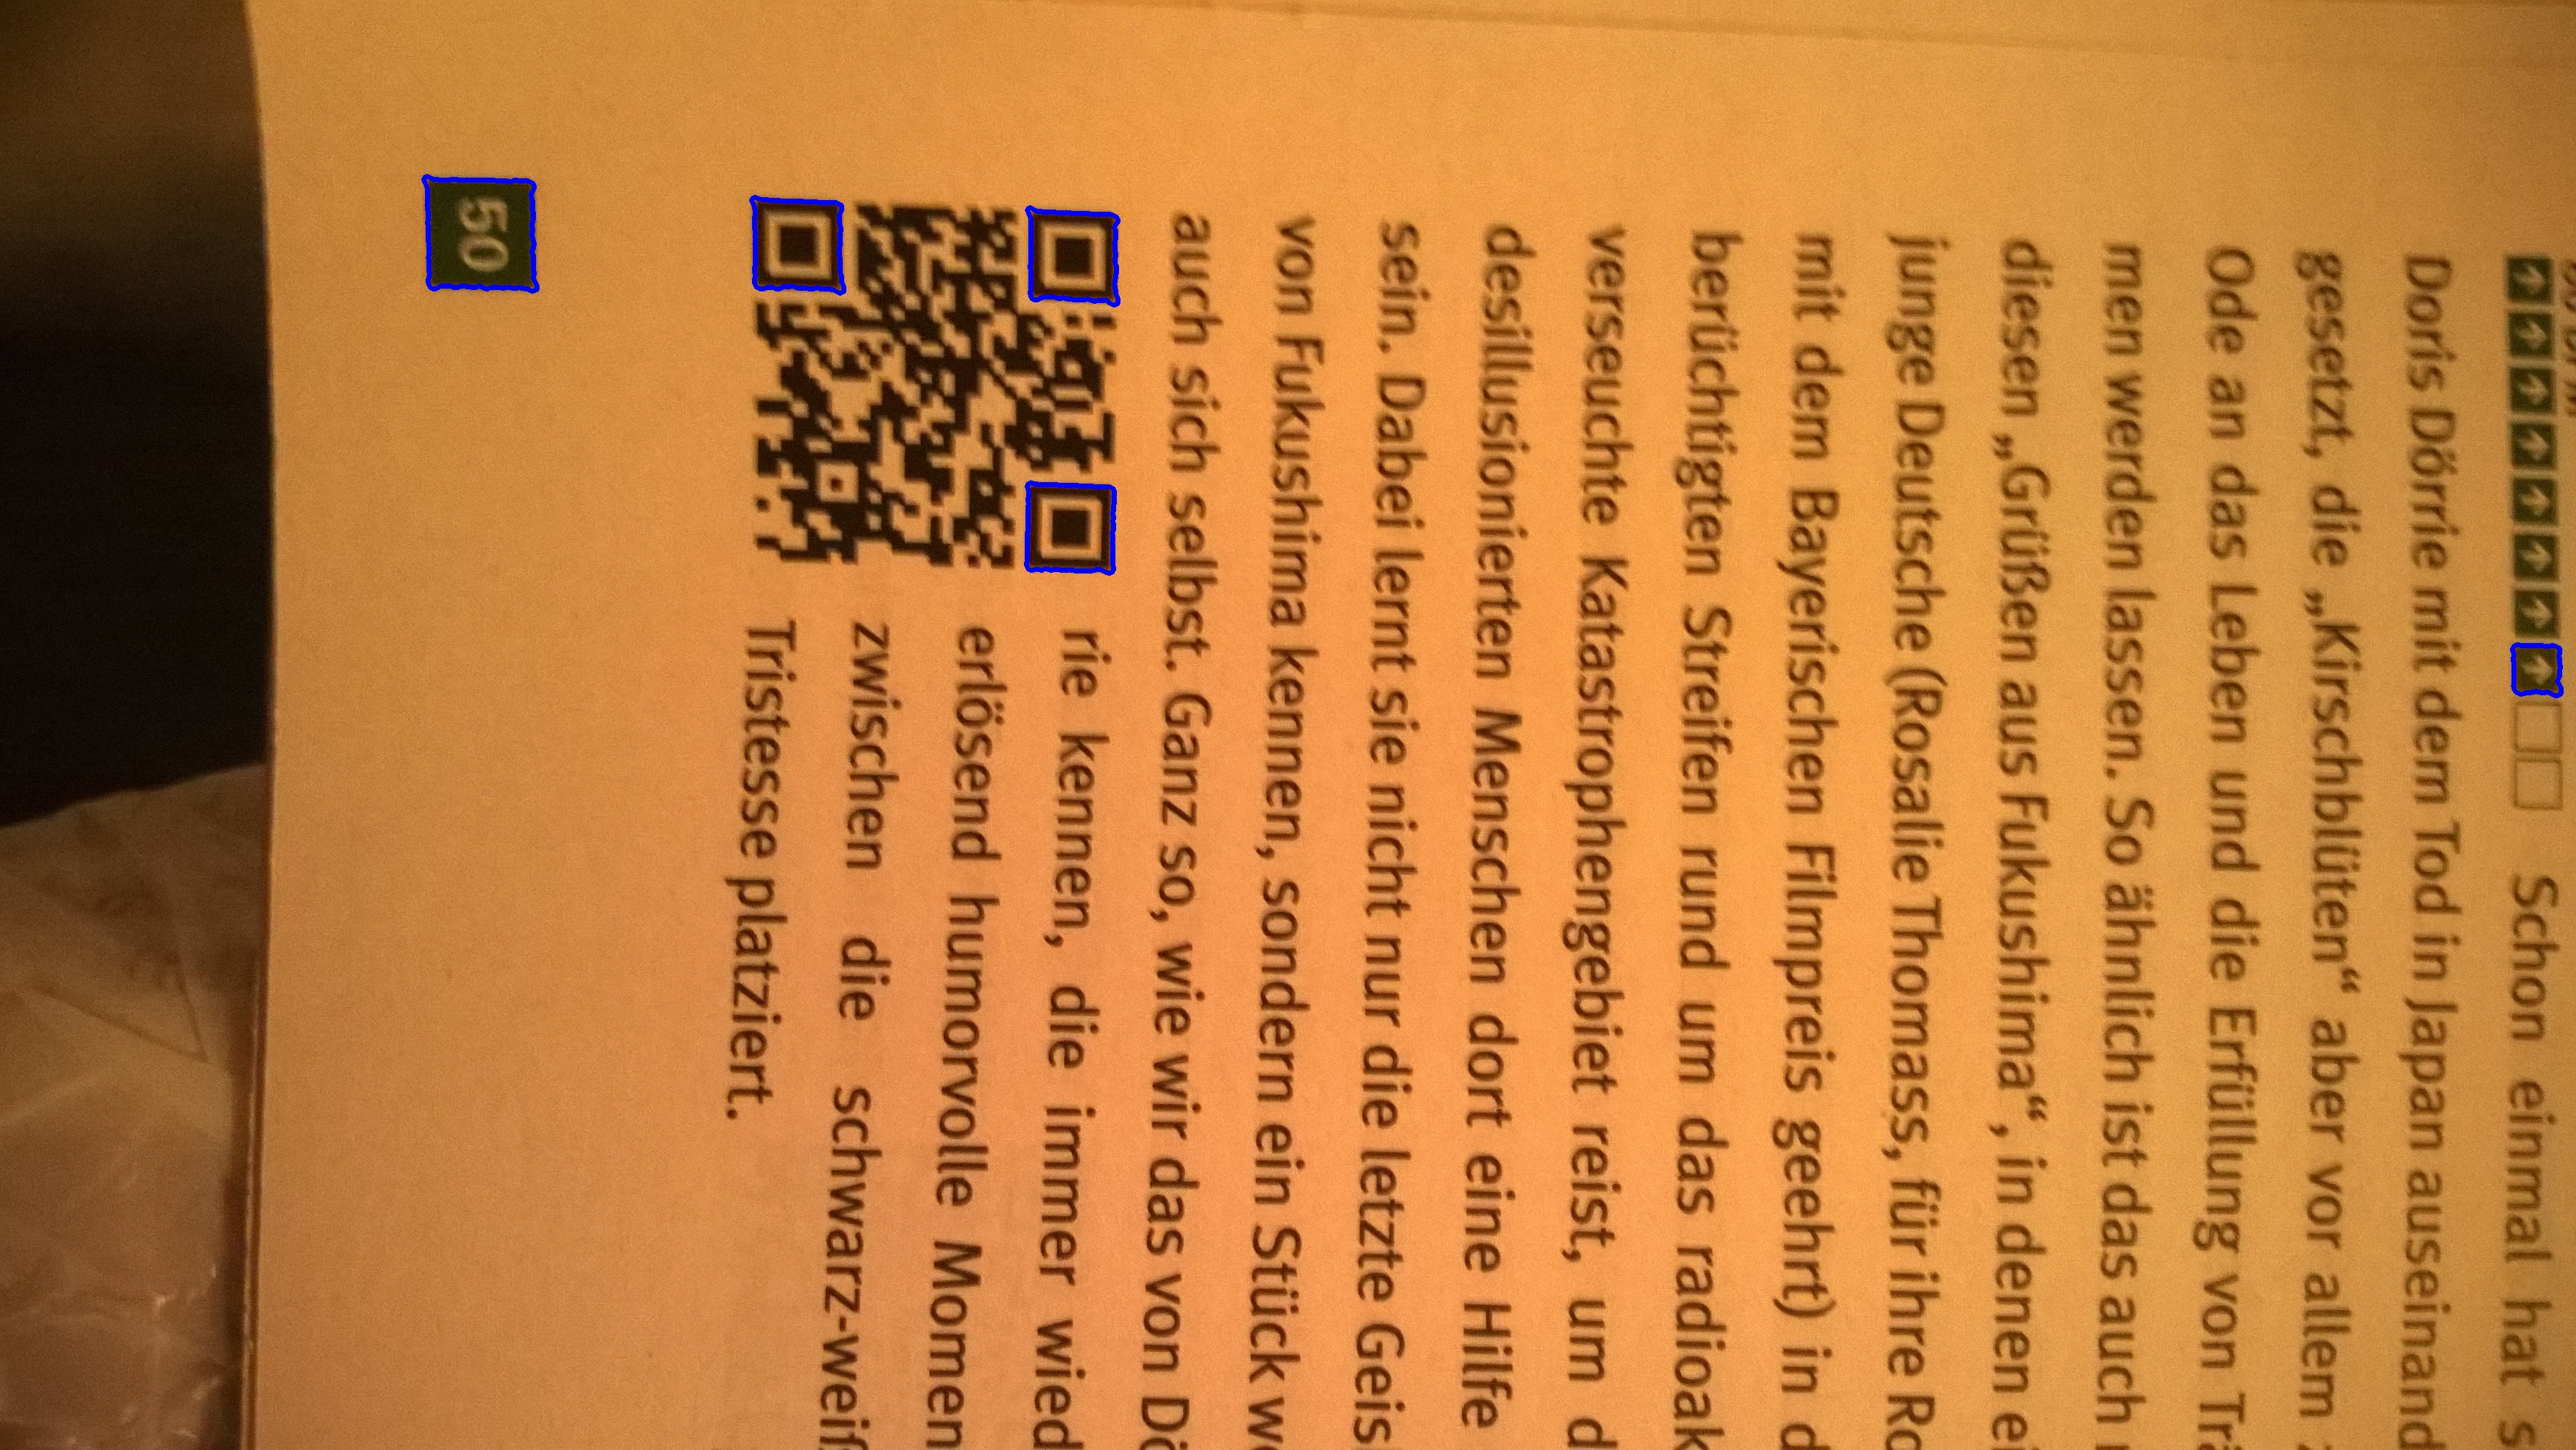 Schon einmal hat s
Doris Dörrie mit dem Tod in Japan auseinand
gesetzt, die „Kirschblüten“ aber vor allem
Ode an das Leben und die Erfüllung von Trä
men werden lassen. So ähnlich ist das auch
diesen „Grüßen aus Fukushima“, in denen ei
junge Deutsche (Rosalie Thomass, für ihre Ro
mit dem Bayerischen Filmpreis geehrt) in d
berüchtigten Streifen rund um das radioak
verseuchte Katastrophengebiet reist, um d
desillusionierten Menschen dort eine Hilfe
sein. Dabei lernt sie nicht nur die letzte Geis
von Fukushima kennen, sondern ein Stück we
auch sich selbst. Ganz so, wie wir das von Dö
rie kennen, die immer wied
erlösend humorvolle Momen
zwischen die schwarz-weiß
Tristesse platziert.
50